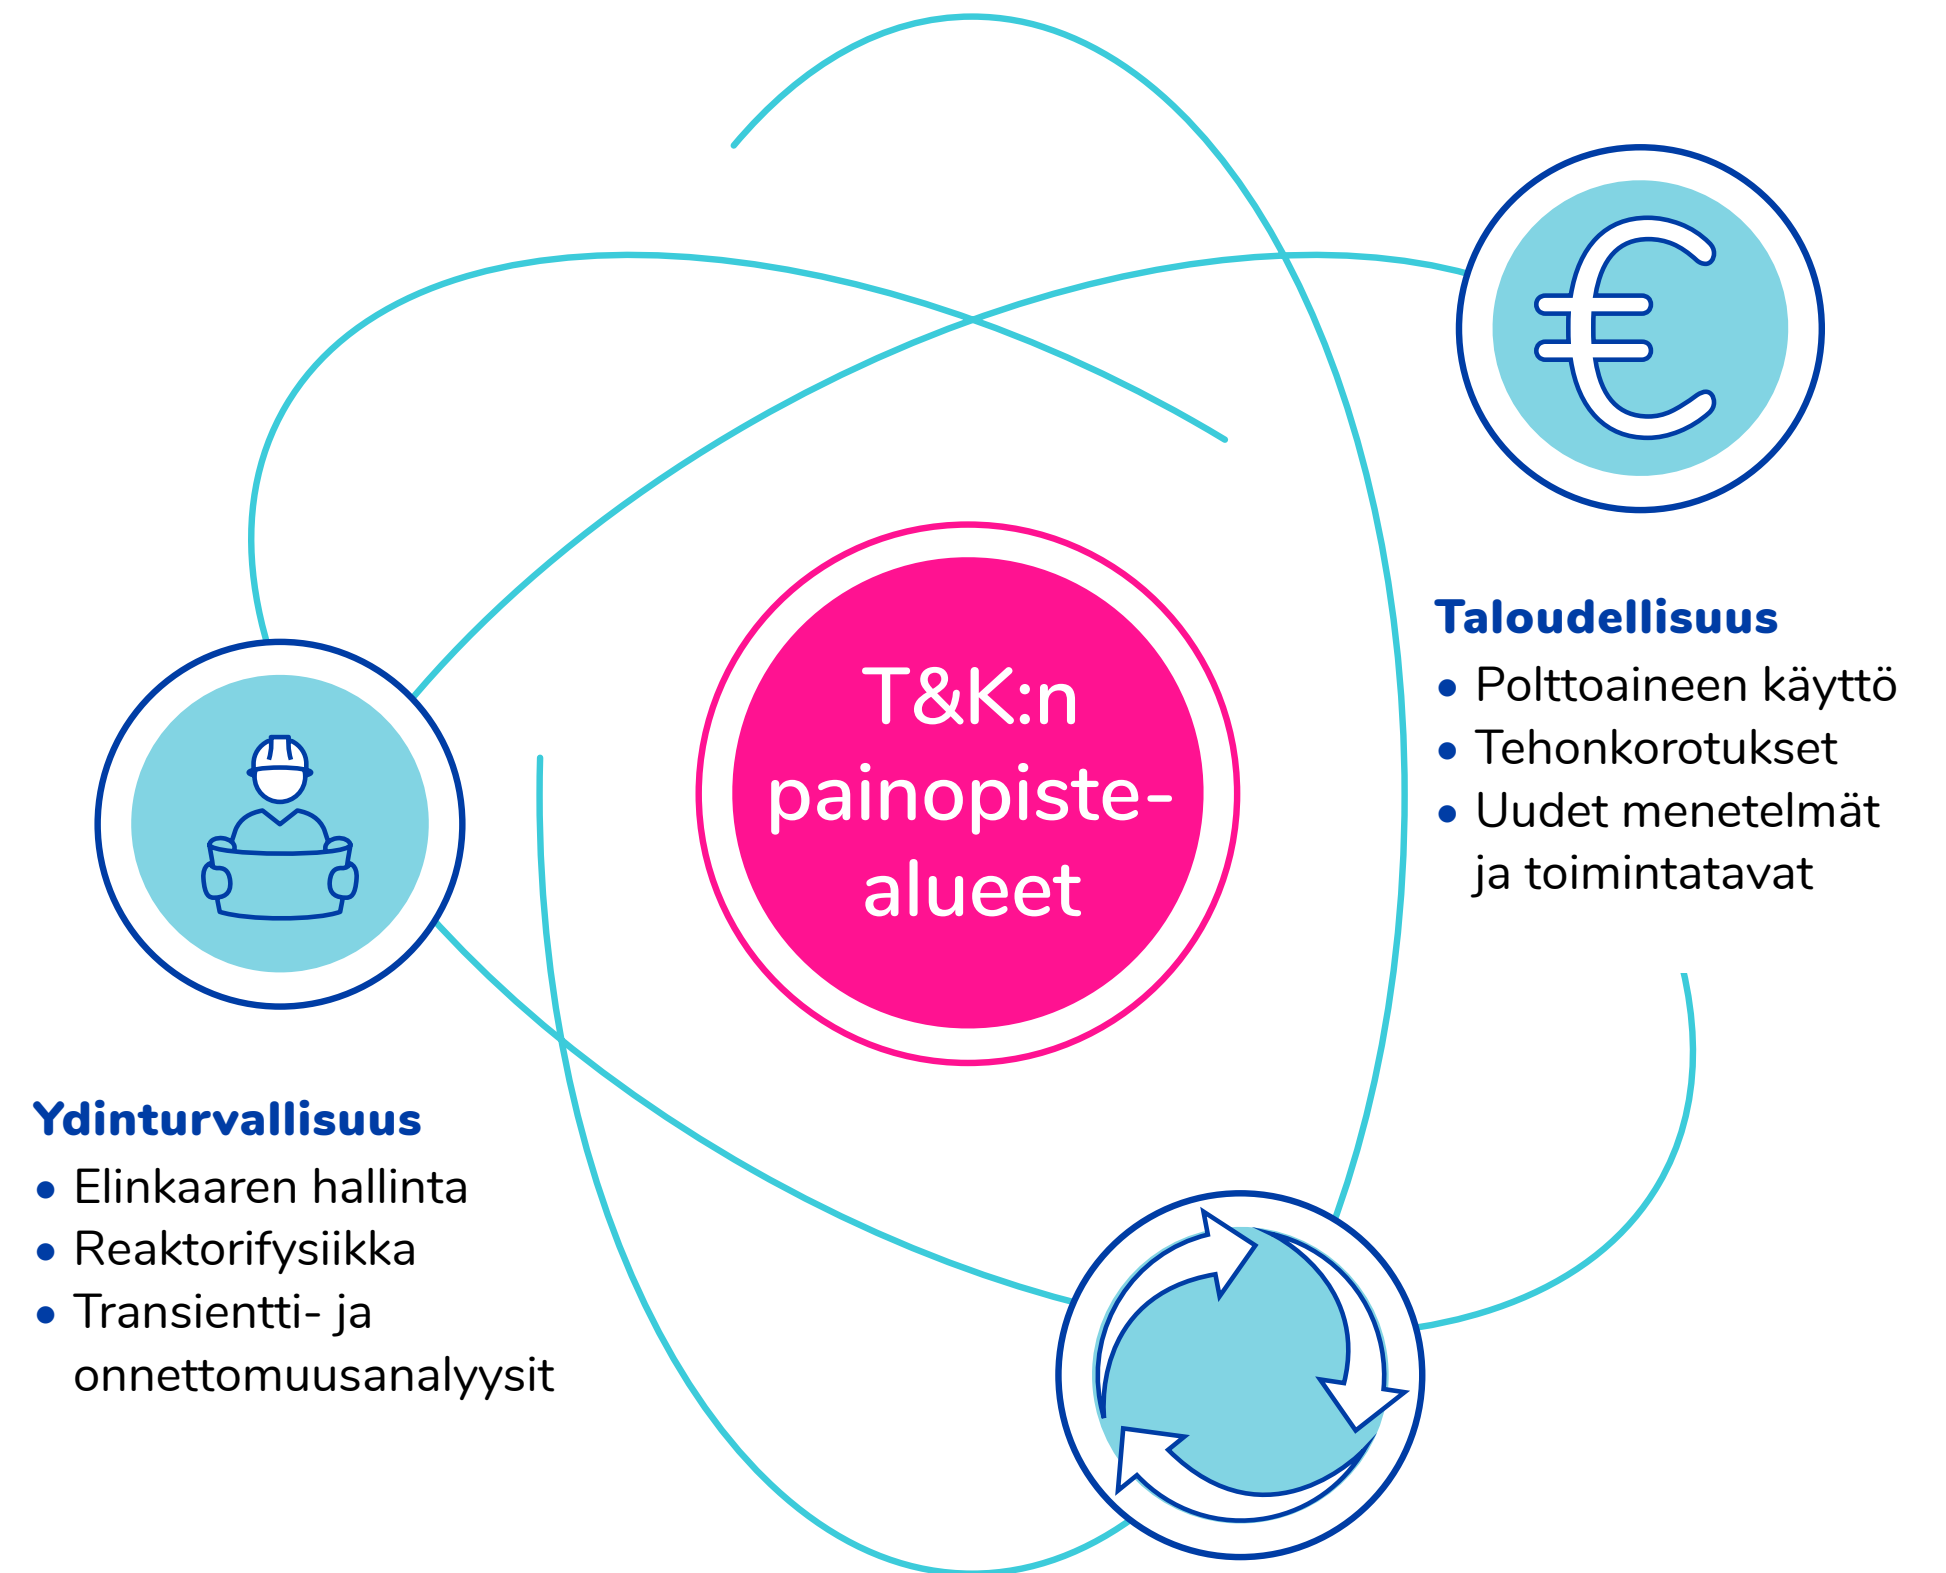 T&K:n
painopiste-
alueet
Taloudellisuus
• Polttoaineen käyttö
• Tehonkorotukset
• Uudet menetelmät
ja toimintatavat
Ydinturvallisuus
• Elinkaaren hallinta
• Reaktorifysiikka
• Transientti- ja
onnettomuusanalyysit